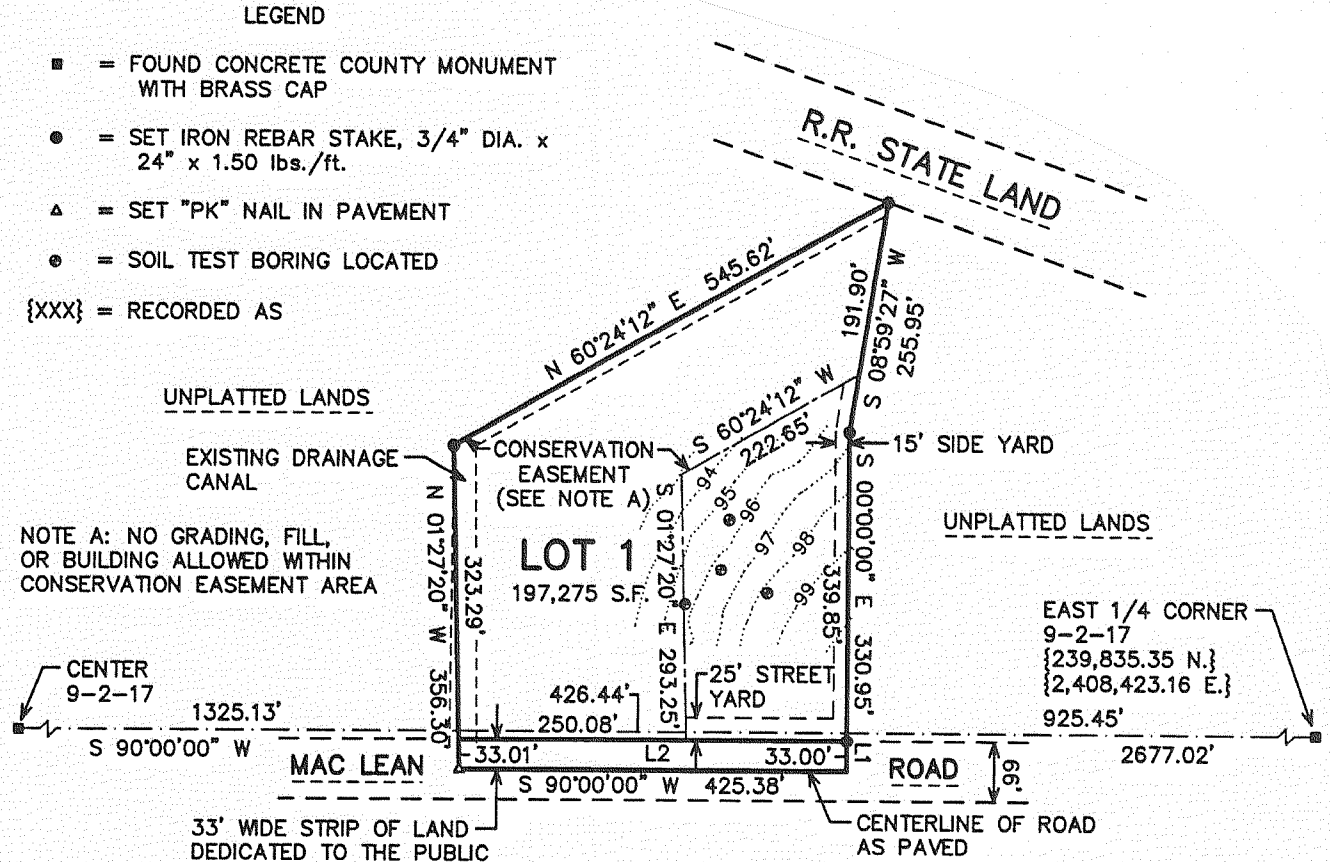 LEGEND
■ = FOUND CONCRETE COUNTY MONUMENT
WITH BRASS CAP
● = SET IRON REBAR STAKE, 3/4" DIA. x
24" x 1.50 lbs./ft.
△ = SET "PK" NAIL IN PAVEMENT
= SOIL TEST BORING LOCATED
{XXX} = RECORDED AS
R.R. STATE LAND
N 60°24'12" E 545.62'
191.90'
S 08°59'27" W
255.95'
UNPLATTED LANDS
EXISTING DRAINAGE
CANAL
CONSERVATION
EASEMENT
(SEE NOTE A)
S 60°24'12" W
222.65'
15' SIDE YARD
NOTE A: NO GRADING, FILL,
OR BUILDING ALLOWED WITHIN
CONSERVATION EASEMENT AREA
N 01°27'20" W 356.30'
323.29'
LOT 1
197,275 S.F.
S 01°27'20" E 293.25'
94
95
96
97
98
99
339.85'
S 00°00'00" E 330.95'
UNPLATTED LANDS
EAST 1/4 CORNER
9-2-17
{239,835.35 N.}
{2,408,423.16 E.}
CENTER
9-2-17
1325.13'
S 90°00'00" W
426.44'
250.08'
25' STREET
YARD
925.45'
2677.02'
MAC LEAN
33.01'
L2
33.00'
L1
ROAD
66'
S 90°00'00" W 425.38'
33' WIDE STRIP OF LAND
DEDICATED TO THE PUBLIC
CENTERLINE OF ROAD
AS PAVED